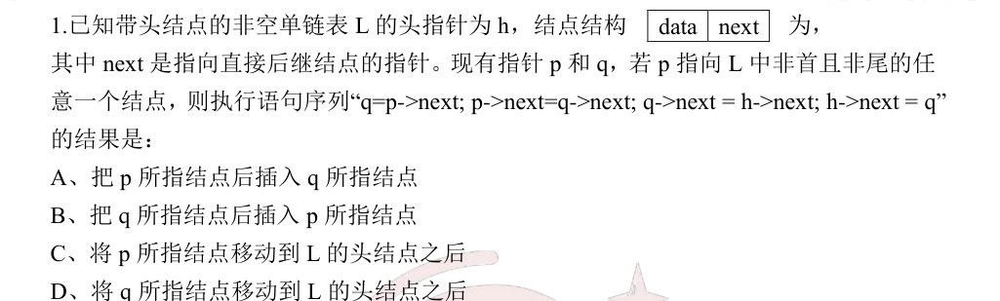 1.已知带头结点的非空单链表 L 的头指针为 h，结点结构 data next 为，
其中 next 是指向直接后继结点的指针。现有指针 p 和 q，若 p 指向 L 中非首且非尾的任
意一个结点，则执行语句序列“q=p->next; p->next=q->next; q->next = h->next; h->next = q”
的结果是：
A、把 p 所指结点后插入 q 所指结点
B、把 q 所指结点后插入 p 所指结点
C、将 p 所指结点移动到 L 的头结点之后
D、将 q 所指结点移动到 L 的头结点之后